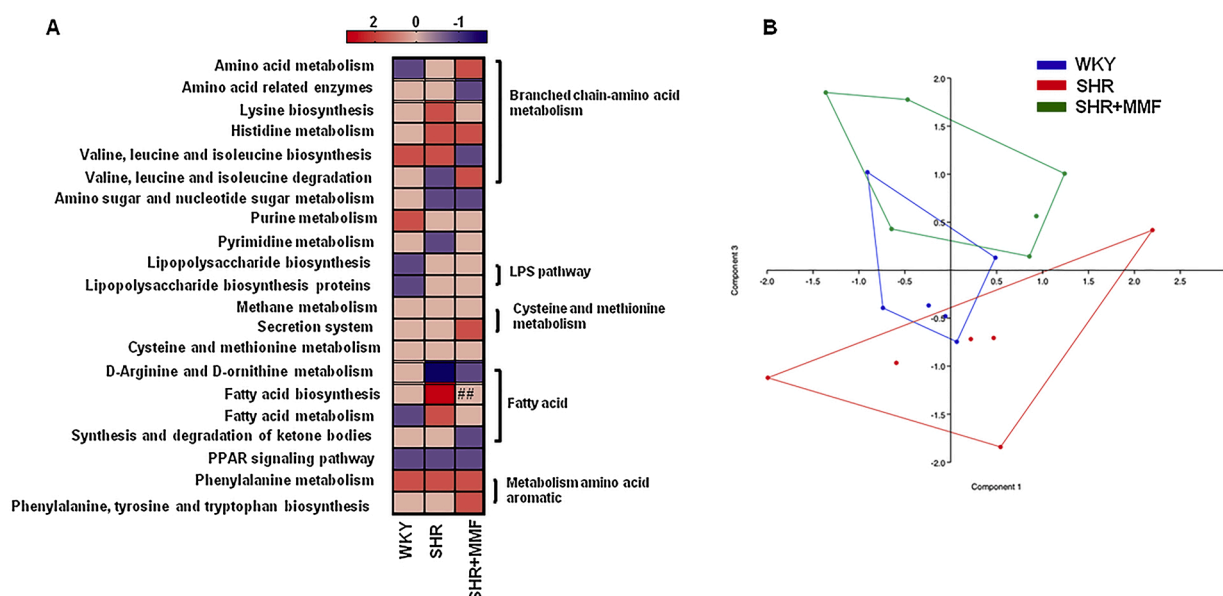 A
2 0 -1
Amino acid metabolism
Amino acid related enzymes
Lysine biosynthesis
Histidine metabolism
Valine, leucine and isoleucine biosynthesis
Valine, leucine and isoleucine degradation
Amino sugar and nucleotide sugar metabolism
Purine metabolism
Pyrimidine metabolism
Lipopolysaccharide biosynthesis
Lipopolysaccharide biosynthesis proteins
Methane metabolism
Secretion system
Cysteine and methionine metabolism
D-Arginine and D-ornithine metabolism
Fatty acid biosynthesis
Fatty acid metabolism
Synthesis and degradation of ketone bodies
PPAR signaling pathway
Phenylalanine metabolism
Phenylalanine, tyrosine and tryptophan biosynthesis
##
Branched chain-amino acid
metabolism
LPS pathway
Cysteine and methionine
metabolism
Fatty acid
Metabolism amino acid
aromatic
WKY
SHR
SHR+MMF
B
WKY
SHR
SHR+MMF
2.0
1.5
1.0
0.5
-0.5
-1.0
-1.5
-2.0
-2.0 -1.5 -1.0 -0.5 0.5 1.0 1.5 2.0 2.5
Component 3
Component 1